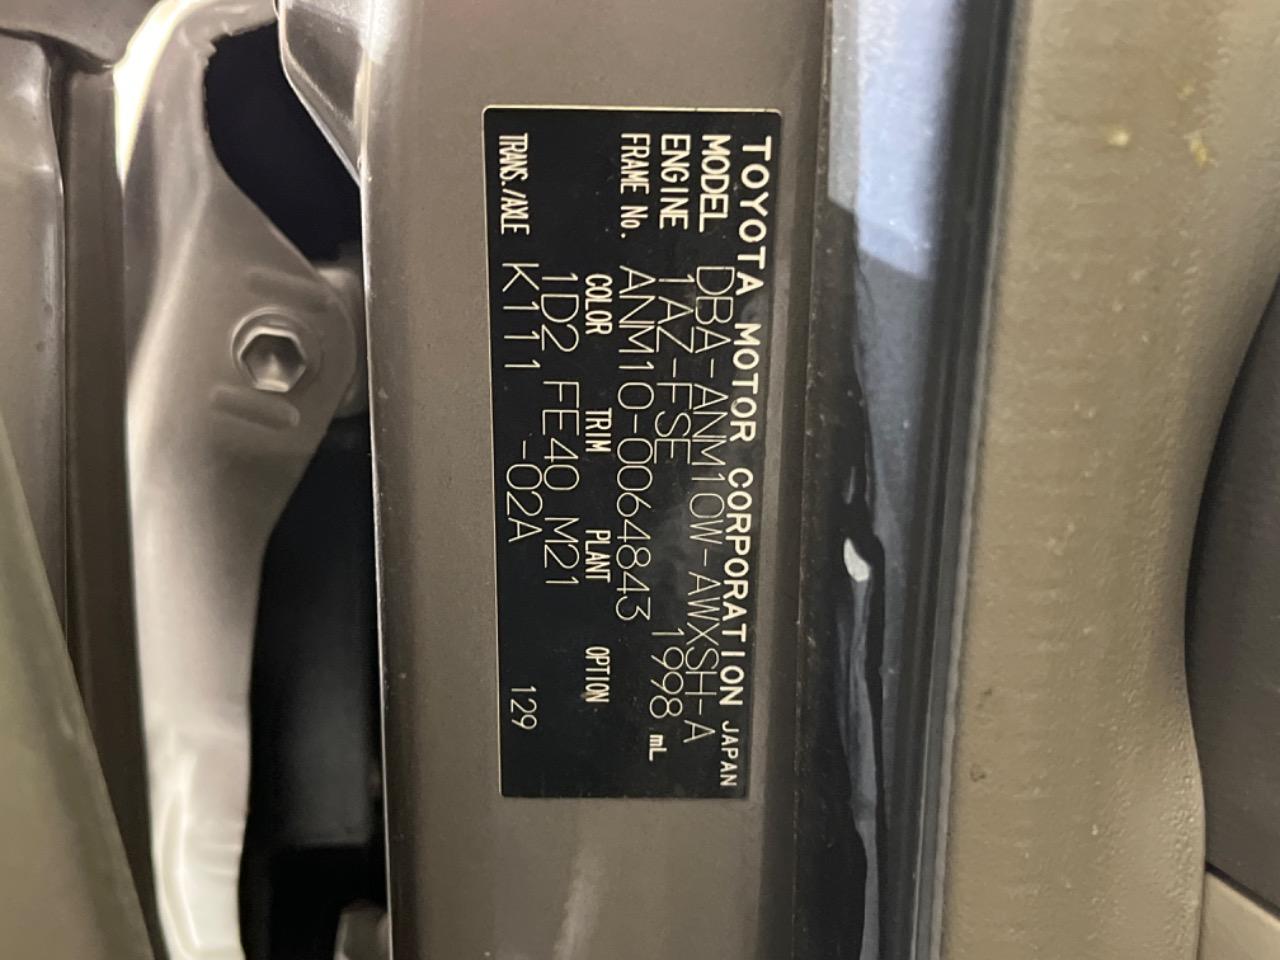 TOYOTA MOTOR CORPORATION JAPAN
MODEL DBA-ANM10W-AWXSH-A
ENGINE 1AZ-FSE 1998 mL
FRAME No. ANM10-0064843
COLOR TRIM PLANT OPTION
1D2 FE40 M21
TRANS./AXLE K111 -02A 129